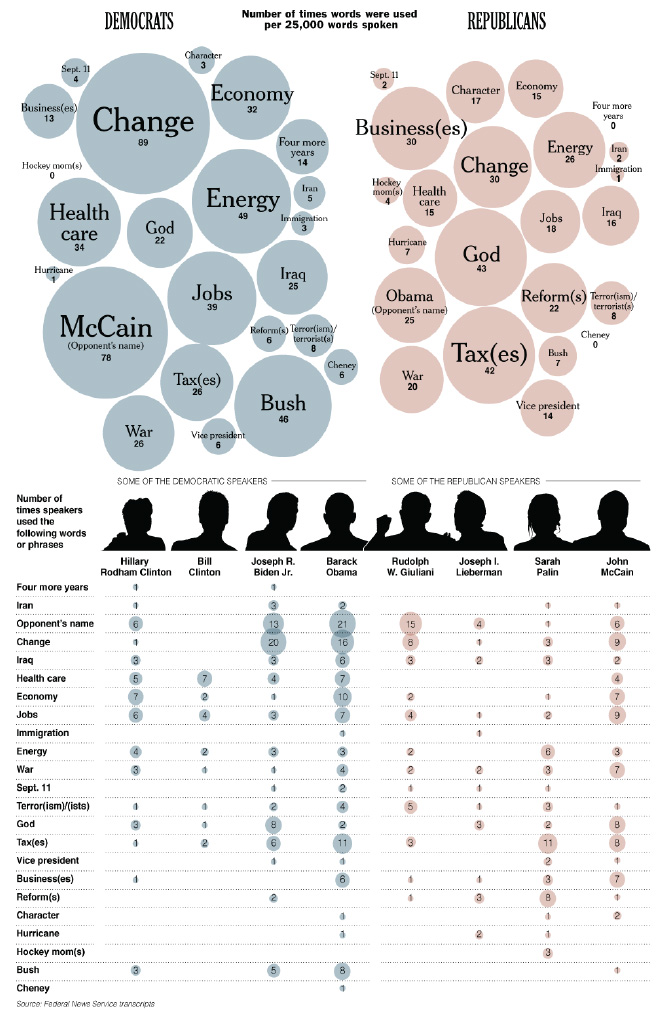 DEMOCRATS
Number of times words were used
per 25,000 words spoken
REPUBLICANS
Character
3
Sept. 11
4
Economy
32
Business(es)
13
Change
89
Four more
years
14
Hockey mom(s)
0
Energy
49
Iran
5
Immigration
3
Health
care
34
God
22
Hurricane
1
Iraq
25
Jobs
39
McCain
(Opponent's name)
78
Reform(s)
6
Terror(ism)/
terrorist(s)
8
Cheney
6
Tax(es)
26
Bush
46
War
26
Vice president
6
Sept. 11
2
Character
17
Economy
15
Four more
years
0
Business(es)
30
Change
30
Energy
26
Iran
2
Immigration
1
Hockey
mom(s)
4
Health
care
15
Jobs
18
Iraq
16
Hurricane
7
God
43
Obama
(Opponent's name)
25
Reform(s)
22
Terror(ism)/
terrorist(s)
8
Cheney
0
Tax(es)
42
Bush
7
War
20
Vice president
14
SOME OF THE DEMOCRATIC SPEAKERS
SOME OF THE REPUBLICAN SPEAKERS
Number of
times speakers
used the
following words
or phrases
Hillary
Rodham Clinton
Bill
Clinton
Joseph R.
Biden Jr.
Barack
Obama
Rudolph
W. Giuliani
Joseph I.
Lieberman
Sarah
Palin
John
McCain
Four more years 1 1
Iran 1 3 2 1 1
Opponent's name 6 13 21 15 4 1 6
Change 1 20 16 8 1 3 9
Iraq 3 3 6 3 2 3 2
Health care 5 7 4 7 4
Economy 7 2 1 10 2 1 7
Jobs 6 4 3 7 4 1 2 9
Immigration 1 1
Energy 4 2 3 3 2 6 3
War 3 1 1 4 2 2 3 7
Sept. 11 1 2 1 1 1
Terror(ism)/(ists) 1 1 2 4 5 1 3 1
God 3 1 8 2 3 2 8
Tax(es) 1 2 6 11 3 11 8
Vice president 1 1 2 1
Business(es) 1 6 1 1 3 7
Reform(s) 2 1 3 8 1
Character 1 1 2
Hurricane 1 2 1
Hockey mom(s) 3
Bush 3 5 8 1
Cheney 1
Source: Federal News Service transcripts